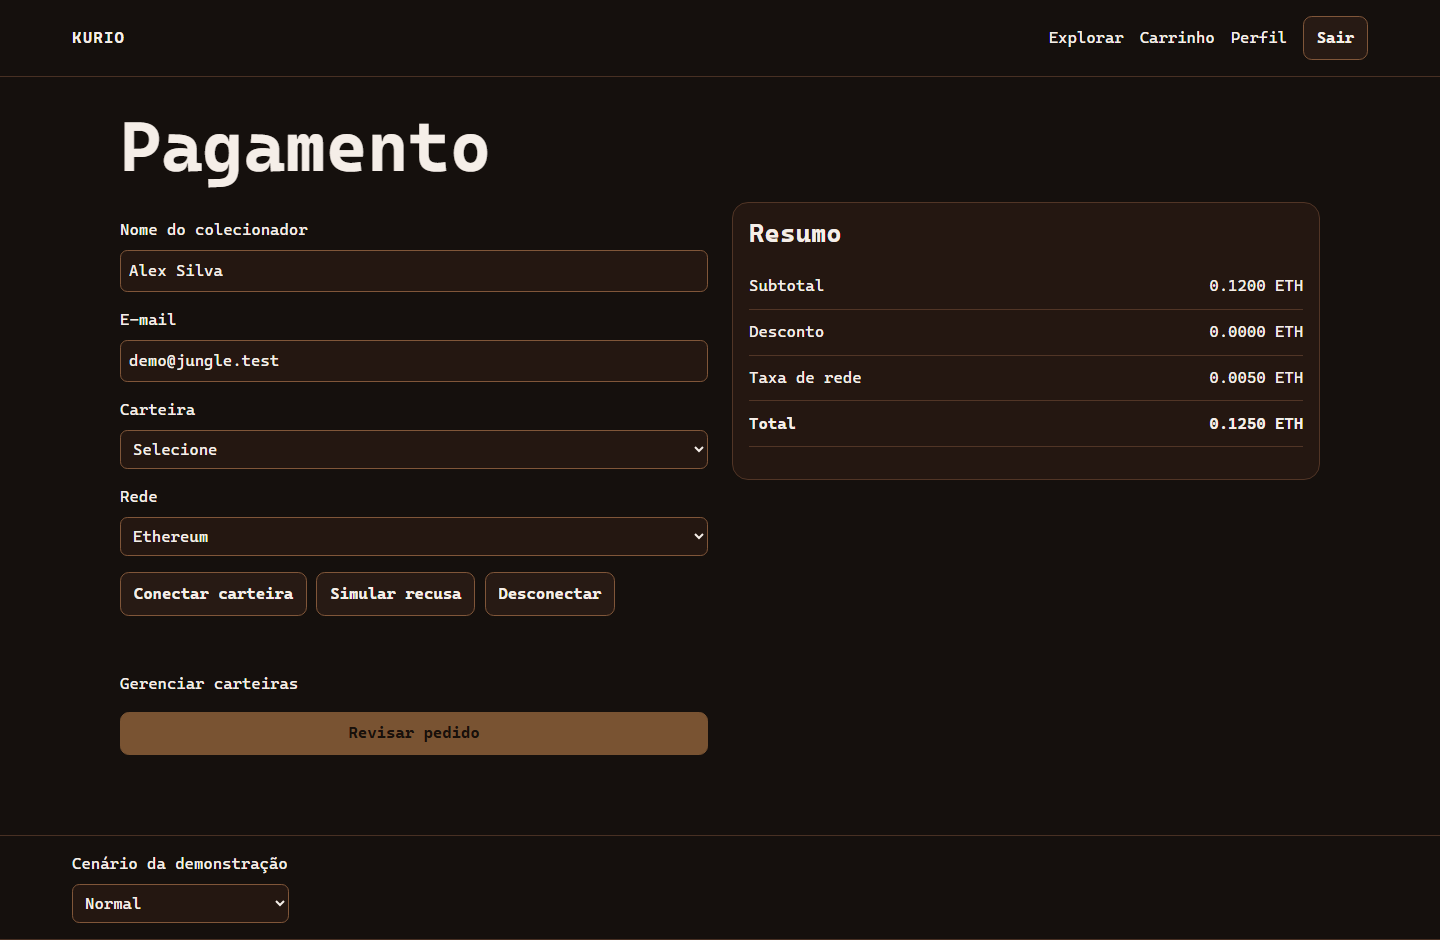 KURIO
Explorar Carrinho Perfil Sair
Pagamento
Nome do colecionador
Alex Silva
E-mail
demo@jungle.test
Carteira
Selecione
Rede
Ethereum
Conectar carteira Simular recusa Desconectar
Gerenciar carteiras
Revisar pedido
Resumo
Subtotal 0.1200 ETH
Desconto 0.0000 ETH
Taxa de rede 0.0050 ETH
Total 0.1250 ETH
Cenário da demonstração
Normal